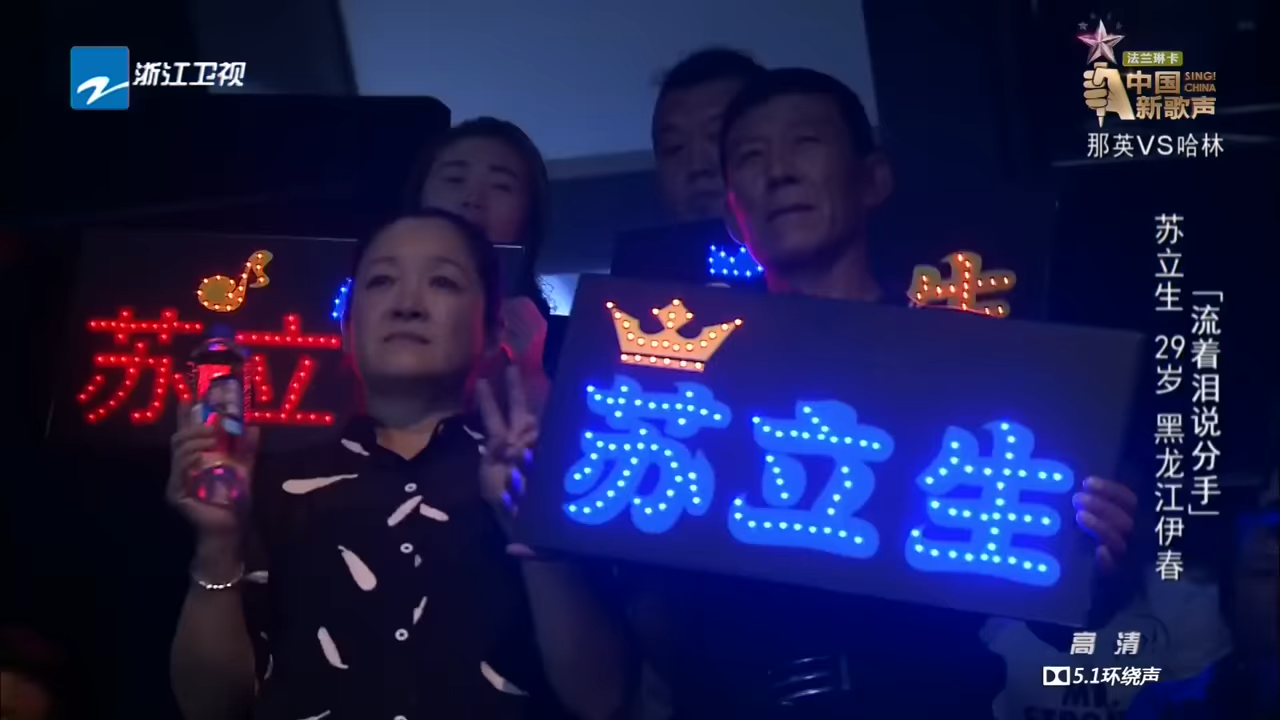 浙江卫视
法兰琳卡
中国
新歌声
SING!
CHINA
那英VS哈林
苏立生 29岁 黑龙江伊春
「流着泪说分手」
苏立
生
苏立生
高清
5.1环绕声